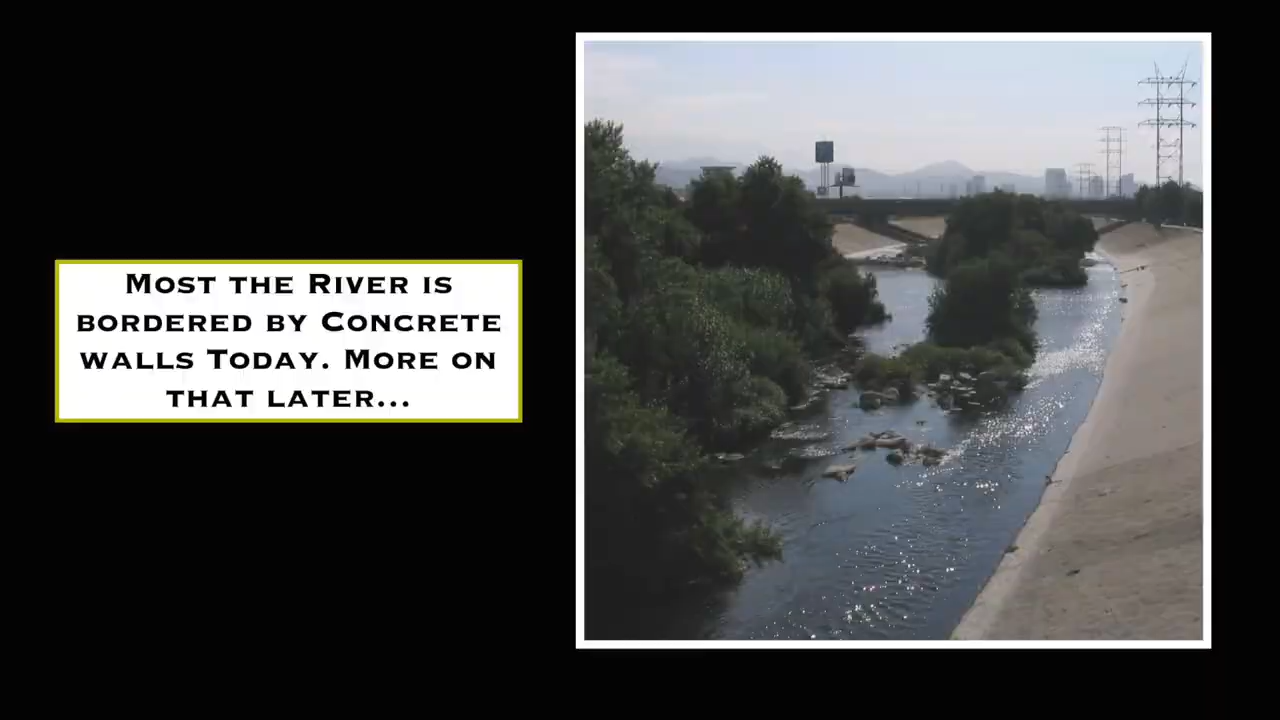 Most the River is
bordered by Concrete
walls Today. More on
that later...